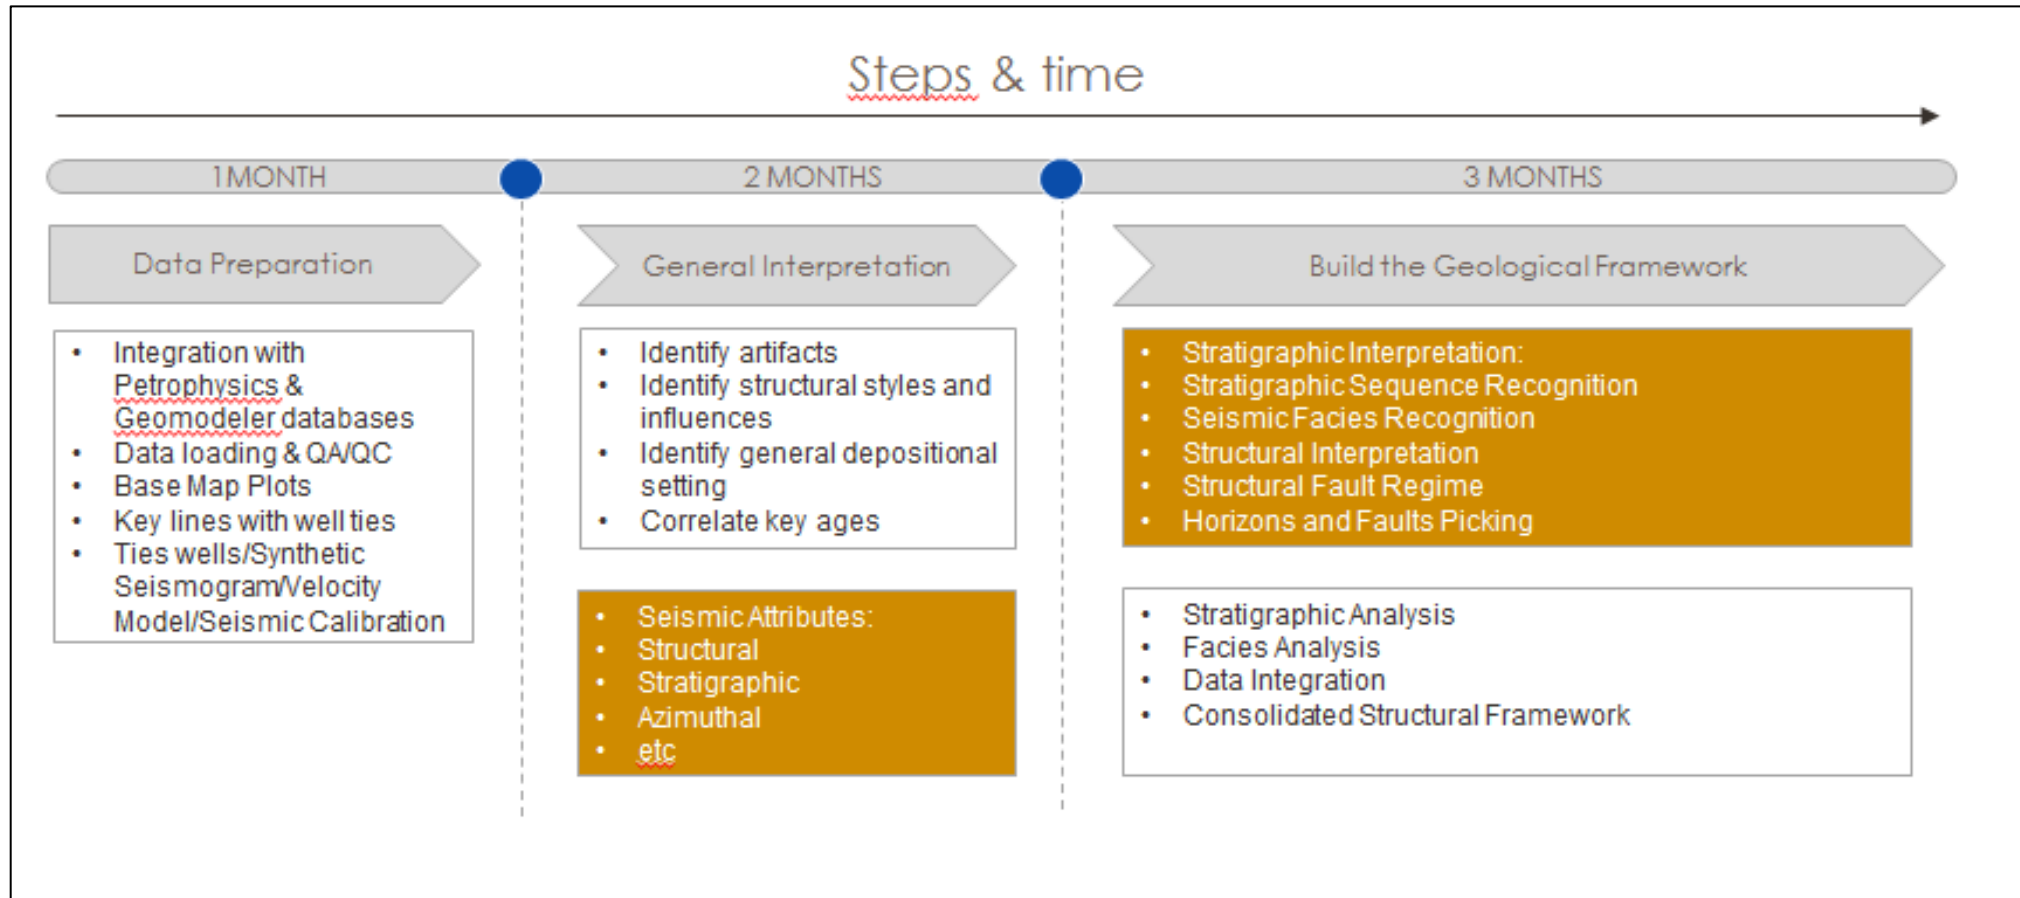 Steps & time
1 MONTH
2 MONTHS
3 MONTHS
Data Preparation
General Interpretation
Build the Geological Framework
• Integration with
Petrophysics &
Geomodeler databases
• Data loading & QA/QC
• Base Map Plots
• Key lines with well ties
• Ties wells/Synthetic
Seismogram/Velocity
Model/Seismic Calibration
• Identify artifacts
• Identify structural styles and
influences
• Identify general depositional
setting
• Correlate key ages
• Seismic Attributes:
• Structural
• Stratigraphic
• Azimuthal
• etc
• Stratigraphic Interpretation:
• Stratigraphic Sequence Recognition
• Seismic Facies Recognition
• Structural Interpretation
• Structural Fault Regime
• Horizons and Faults Picking
• Stratigraphic Analysis
• Facies Analysis
• Data Integration
• Consolidated Structural Framework